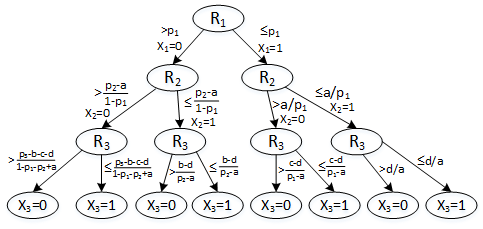 R₁
>p₁ ≤p₁
X₁=0 X₁=1
R₂ R₂
>p₂-a/1-p₁ ≤p₂-a/1-p₁ >a/p₁ ≤a/p₁
X₂=0 X₂=1 X₂=0 X₂=1
R₃ R₃ R₃ R₃
>p₃-b-c-d/1-p₁-p₂+a ≤p₃-b-c-d/1-p₁-p₂+a >b-d/p₂-a ≤b-d/p₂-a >c-d/p₁-a ≤c-d/p₁-a >d/a ≤d/a
X₃=0 X₃=1 X₃=0 X₃=1 X₃=0 X₃=1 X₃=0 X₃=1